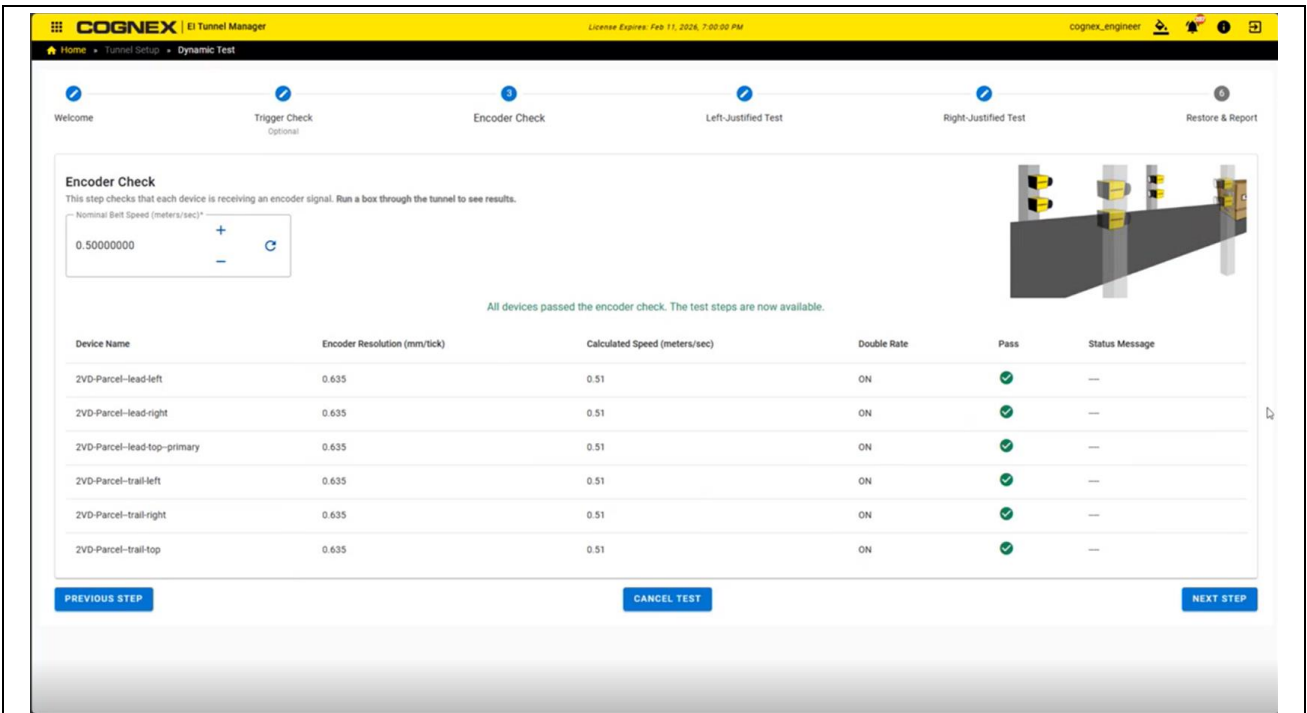 COGNEX | EI Tunnel Manager License Expires: Feb 11, 2026, 7:00:00 PM cognex_engineer
Home • Tunnel Setup • Dynamic Test
3 6
Welcome Trigger Check Encoder Check Left-Justified Test Right-Justified Test Restore & Report
Optional
Encoder Check
This step checks that each device is receiving an encoder signal. Run a box through the tunnel to see results.
Nominal Belt Speed (meters/sec)*
0.50000000
All devices passed the encoder check. The test steps are now available.
Device Name Encoder Resolution (mm/tick) Calculated Speed (meters/sec) Double Rate Pass Status Message
2VD-Parcel--lead-left 0.635 0.51 ON ---
2VD-Parcel--lead-right 0.635 0.51 ON ---
2VD-Parcel--lead-top--primary 0.635 0.51 ON ---
2VD-Parcel--trail-left 0.635 0.51 ON ---
2VD-Parcel--trail-right 0.635 0.51 ON ---
2VD-Parcel--trail-top 0.635 0.51 ON ---
PREVIOUS STEP CANCEL TEST NEXT STEP